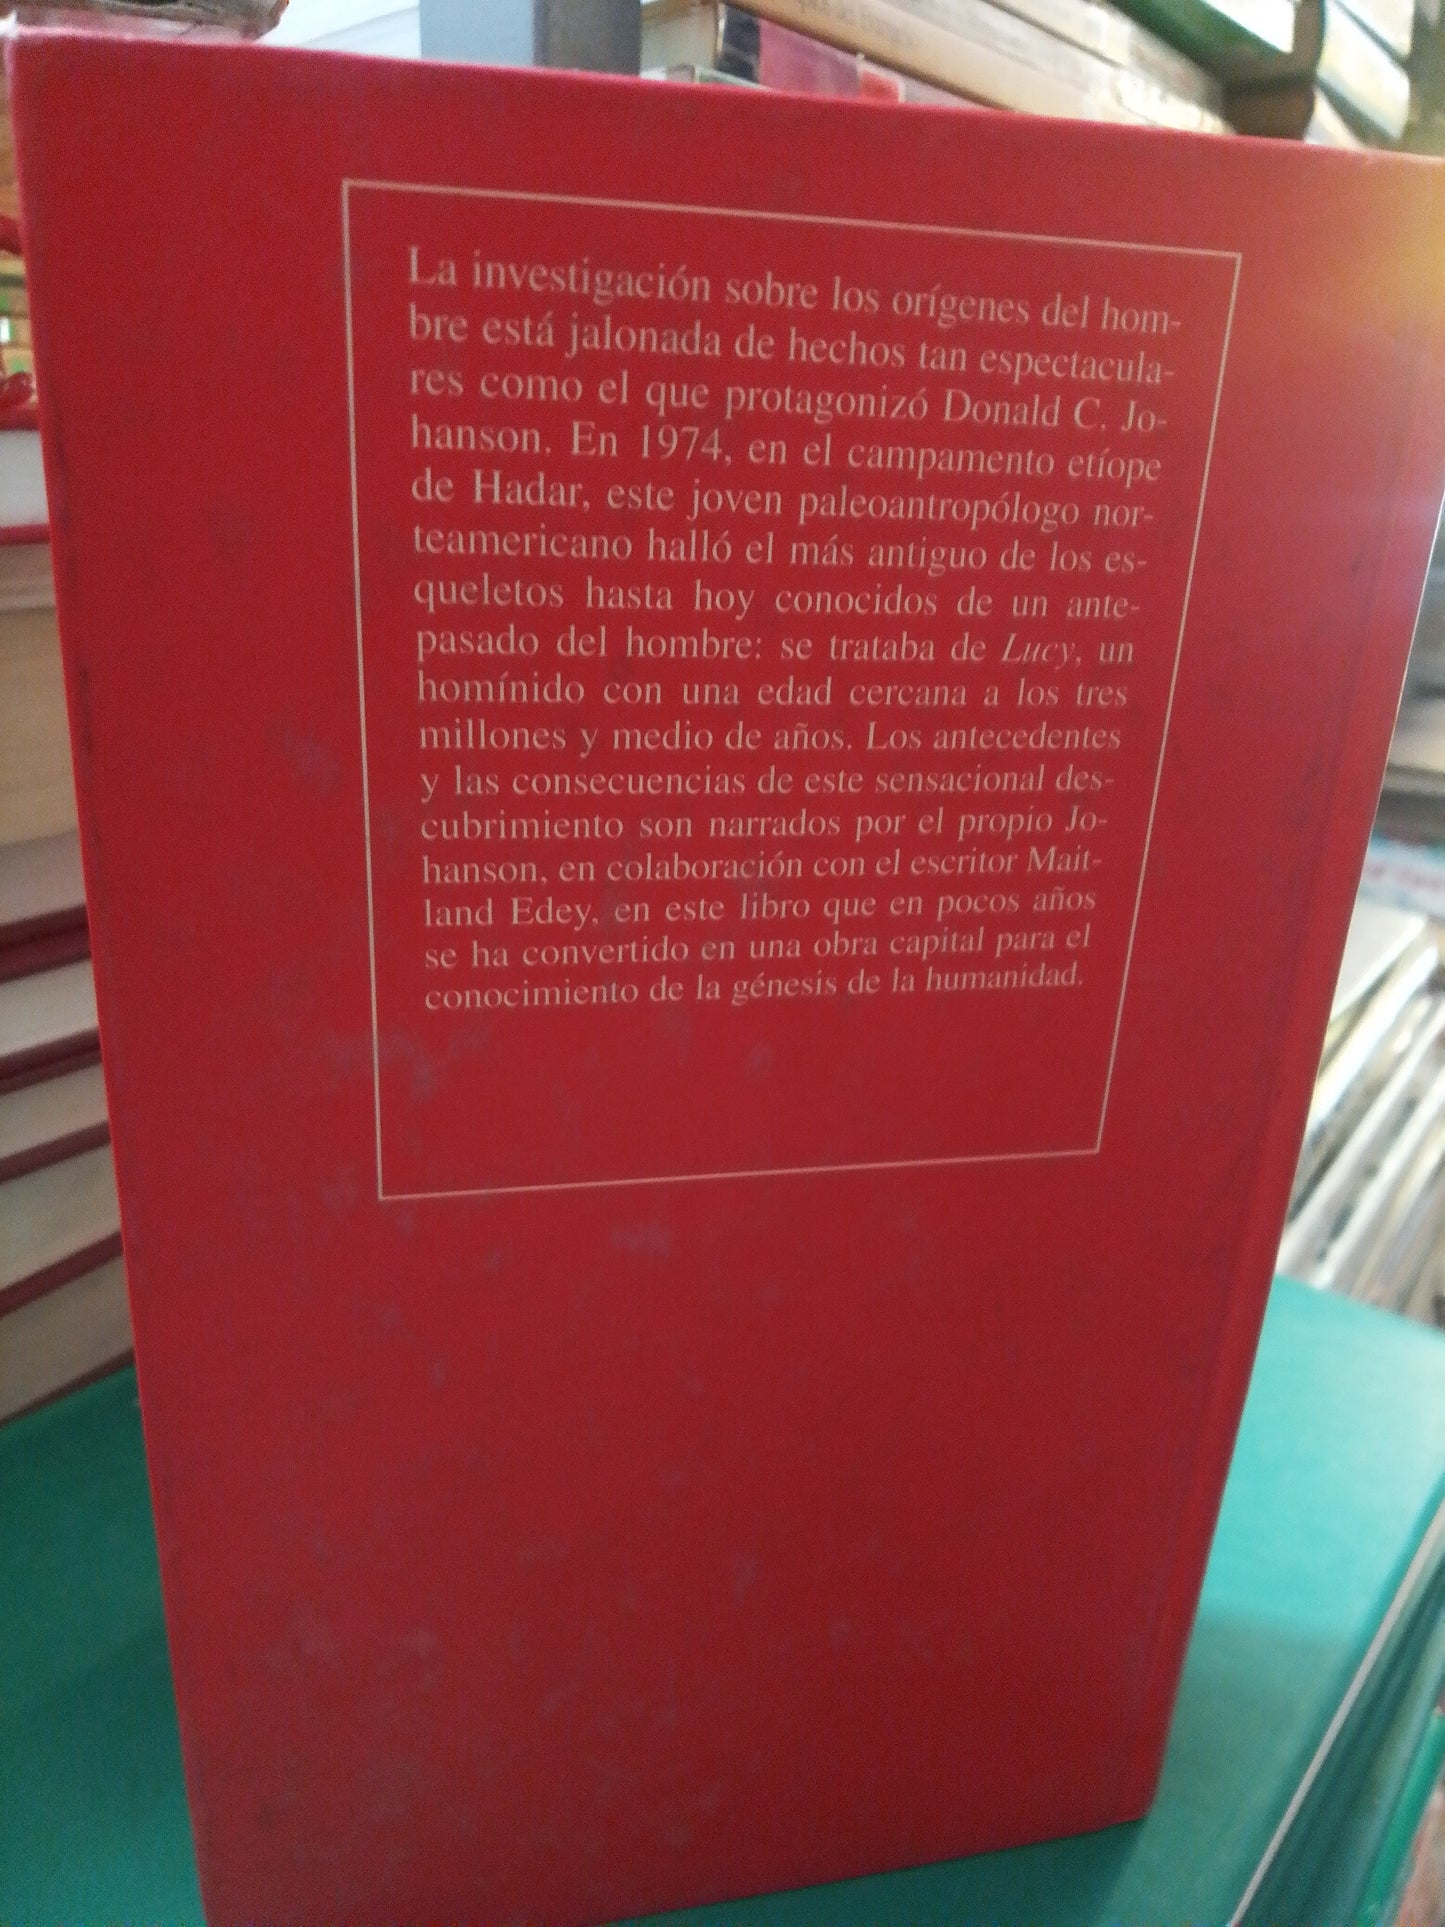 La investigación sobre los orígenes del hom-
bre está jalonada de hechos tan espectacula-
res como el que protagonizó Donald C. Jo-
hanson. En 1974, en el campamento etíope
de Hadar, este joven paleoantropólogo nor-
teamericano halló el más antiguo de los es-
queletos hasta hoy conocidos de un ante-
pasado del hombre: se trataba de Lucy, un
homínido con una edad cercana a los tres
millones y medio de años. Los antecedentes
y las consecuencias de este sensacional des-
cubrimiento son narrados por el propio Jo-
hanson, en colaboración con el escritor Mait-
land Edey, en este libro que en pocos años
se ha convertido en una obra capital para el
conocimiento de la génesis de la humanidad.